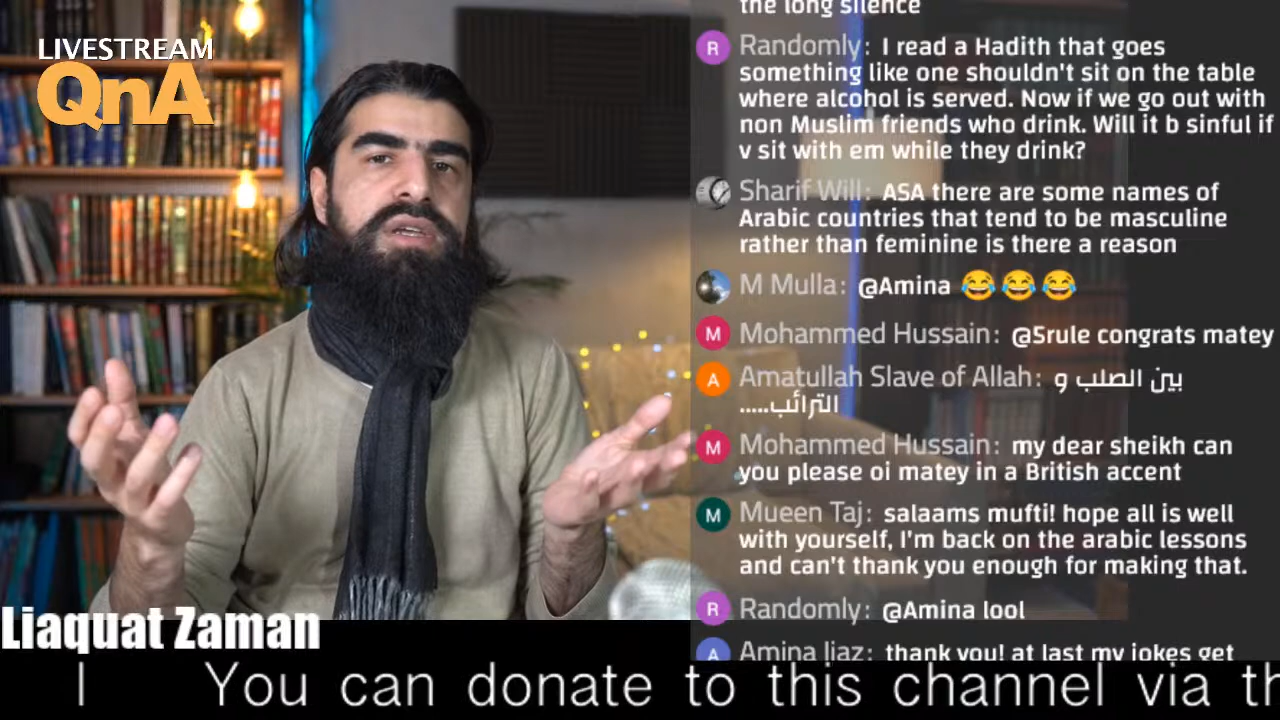 LIVESTREAM
QnA
the long silence
Randomly: I read a Hadith that goes
something like one shouldn't sit on the table
where alcohol is served. Now if we go out with
non Muslim friends who drink. Will it b sinful if
v sit with em while they drink?
Sharif Will: ASA there are some names of
Arabic countries that tend to be masculine
rather than feminine is there a reason
M Mulla: @Amina 😂😂😂
Mohammed Hussain: @Srule congrats matey
Amatullah Slave of Allah: بين الصلب و
الترائب.....
Mohammed Hussain: my dear sheikh can
you please oi matey in a British accent
Mueen Taj: salaams mufti! hope all is well
with yourself, I'm back on the arabic lessons
and can't thank you enough for making that.
Randomly: @Amina lool
Amina Ijaz: thank you! at last my jokes get
Liaquat Zaman
| You can donate to this channel via th